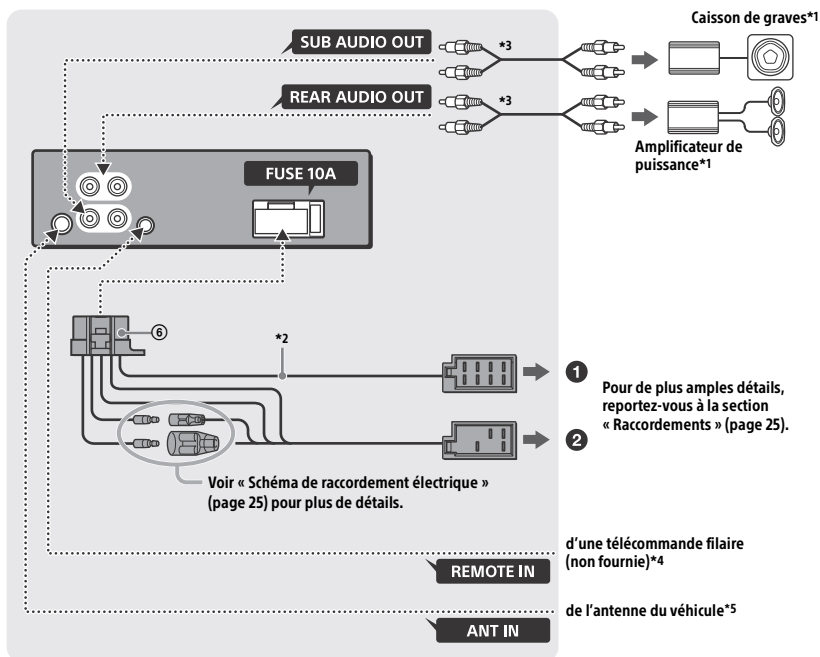 Caisson de graves*1
SUB AUDIO OUT
*3
REAR AUDIO OUT
*3
Amplificateur de
puissance*1
FUSE 10A
⑥
*2
❶
Pour de plus amples détails,
reportez-vous à la section
« Raccordements » (page 25).
❷
Voir « Schéma de raccordement électrique »
(page 25) pour plus de détails.
d'une télécommande filaire
(non fournie)*4
REMOTE IN
de l'antenne du véhicule*5
ANT IN